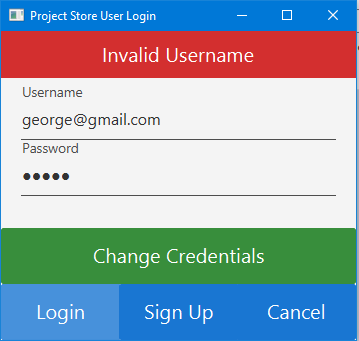 Project Store User Login
Invalid Username
Username
george@gmail.com
Password
●●●●●
Change Credentials
Login Sign Up Cancel